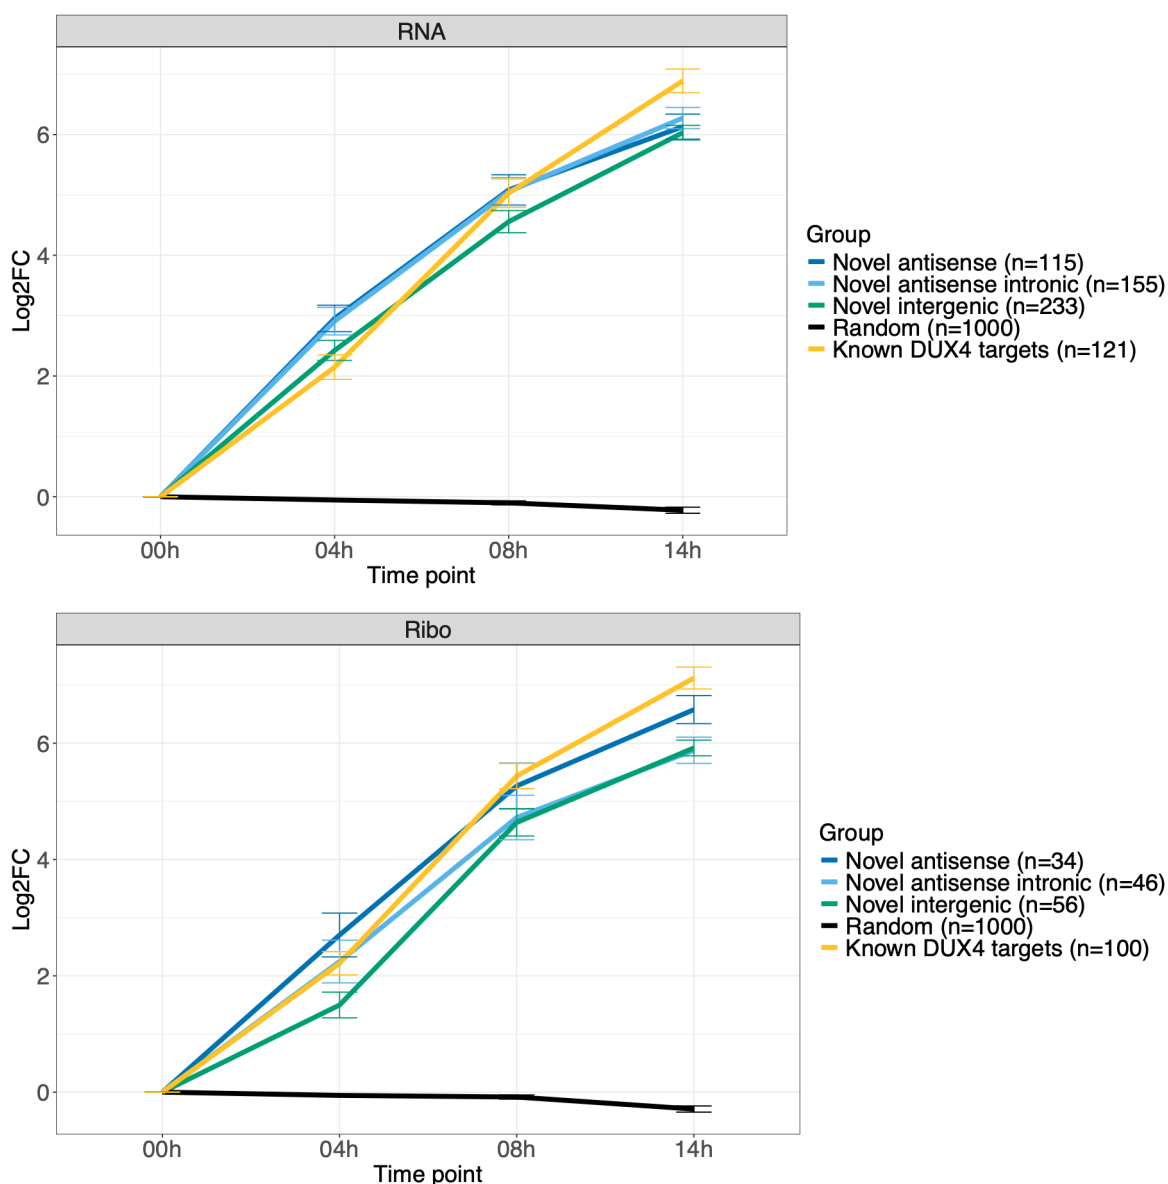 RNA
6
4
2
0
Log2FC
00h 04h 08h 14h
Time point
Group
Novel antisense (n=115)
Novel antisense intronic (n=155)
Novel intergenic (n=233)
Random (n=1000)
Known DUX4 targets (n=121)
Ribo
6
4
2
0
Log2FC
00h 04h 08h 14h
Time point
Group
Novel antisense (n=34)
Novel antisense intronic (n=46)
Novel intergenic (n=56)
Random (n=1000)
Known DUX4 targets (n=100)